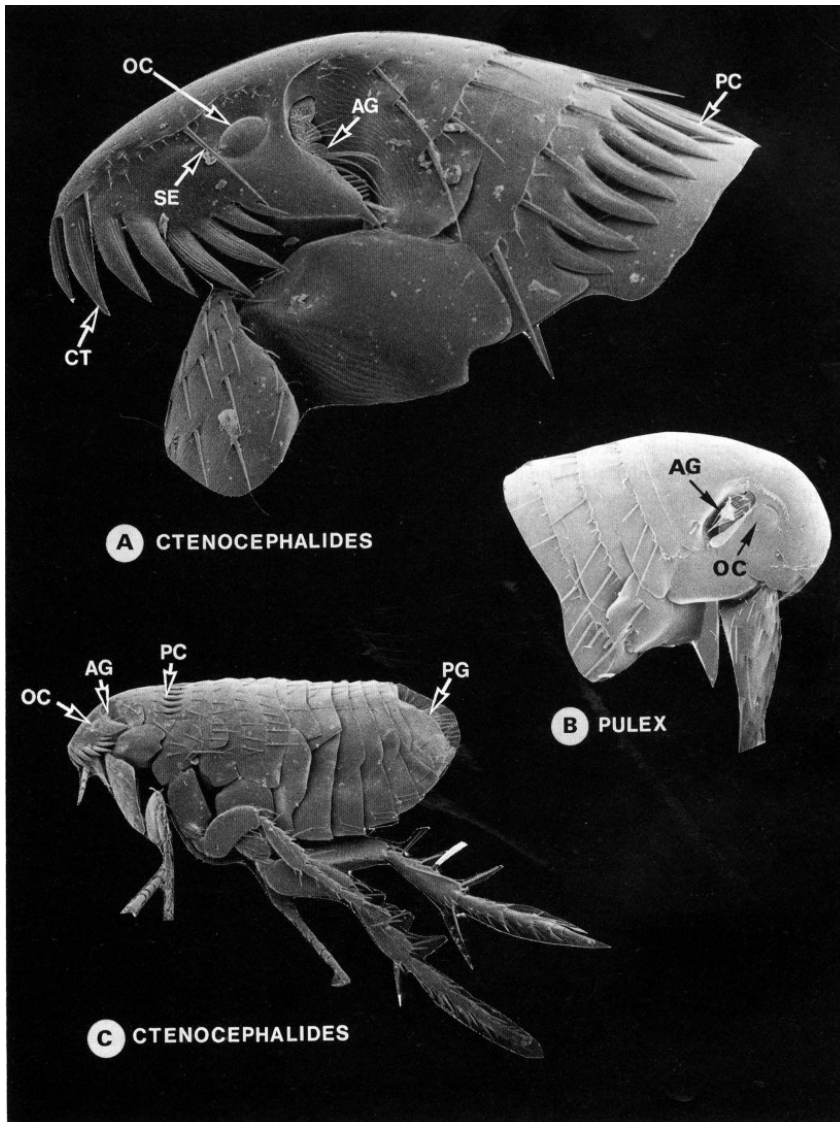 OC
AG
PC
SE
CT
A CTENOCEPHALIDES
AG
OC
B PULEX
PC
AG
OC
PG
C CTENOCEPHALIDES